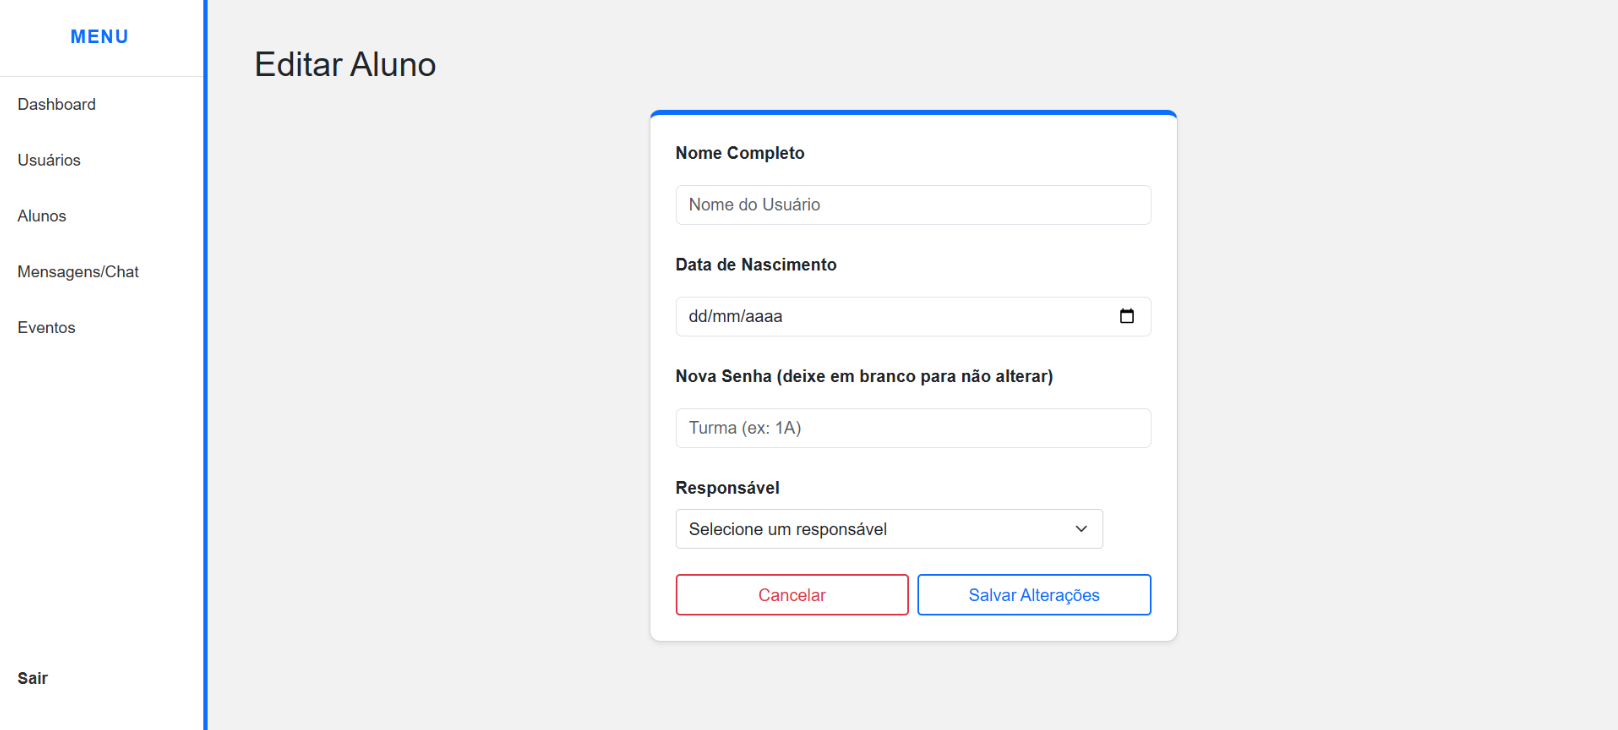 MENU
Dashboard
Usuários
Alunos
Mensagens/Chat
Eventos
Sair
Editar Aluno
Nome Completo
Nome do Usuário
Data de Nascimento
dd/mm/aaaa
Nova Senha (deixe em branco para não alterar)
Turma (ex: 1A)
Responsável
Selecione um responsável
Cancelar
Salvar Alterações